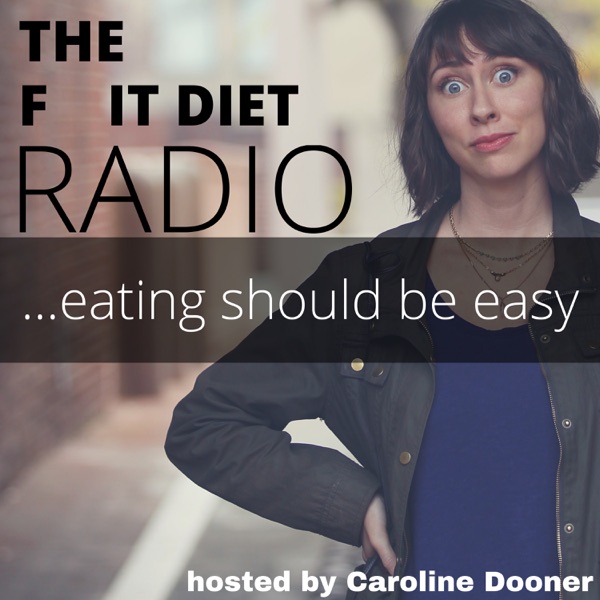 THE
F IT DIET
RADIO
...eating should be easy
hosted by Caroline Dooner